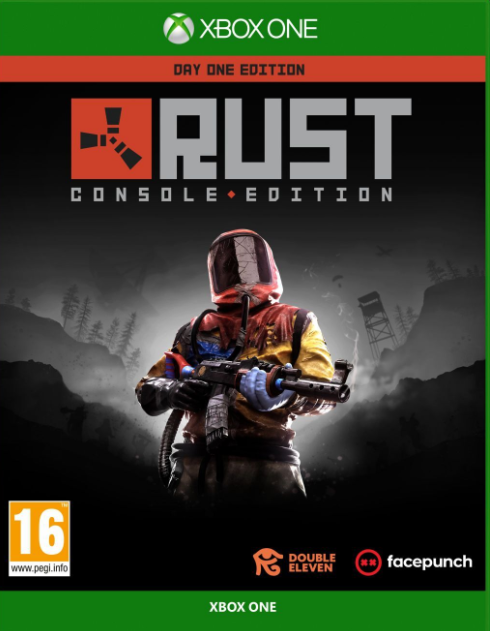 XBOX ONE
DAY ONE EDITION
RUST
CONSOLE EDITION
16
www.pegi.info
DOUBLE
ELEVEN
facepunch
XBOX ONE